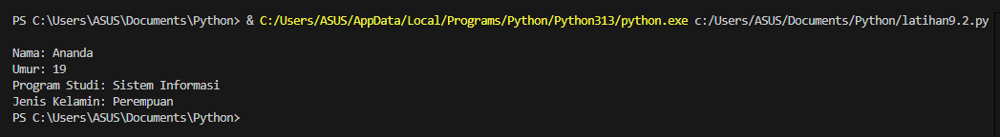 PS C:\Users\ASUS\Documents\Python> & C:/Users/ASUS/AppData/Local/Programs/Python/Python313/python.exe c:/Users/ASUS/Documents/Python/latihan9.2.py
Nama: Ananda
Umur: 19
Program Studi: Sistem Informasi
Jenis Kelamin: Perempuan
PS C:\Users\ASUS\Documents\Python>